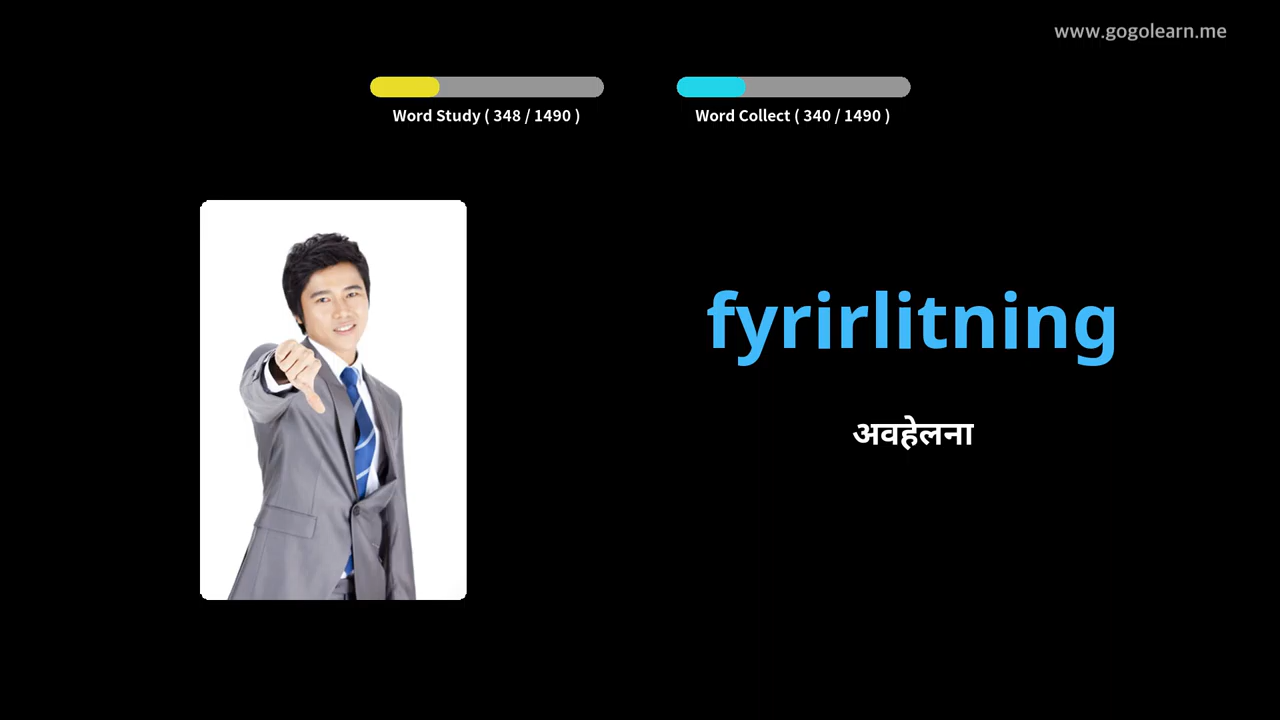 www.gogolearn.me
Word Study ( 348 / 1490 )
Word Collect ( 340 / 1490 )
fyrirlitning
अवहेलना